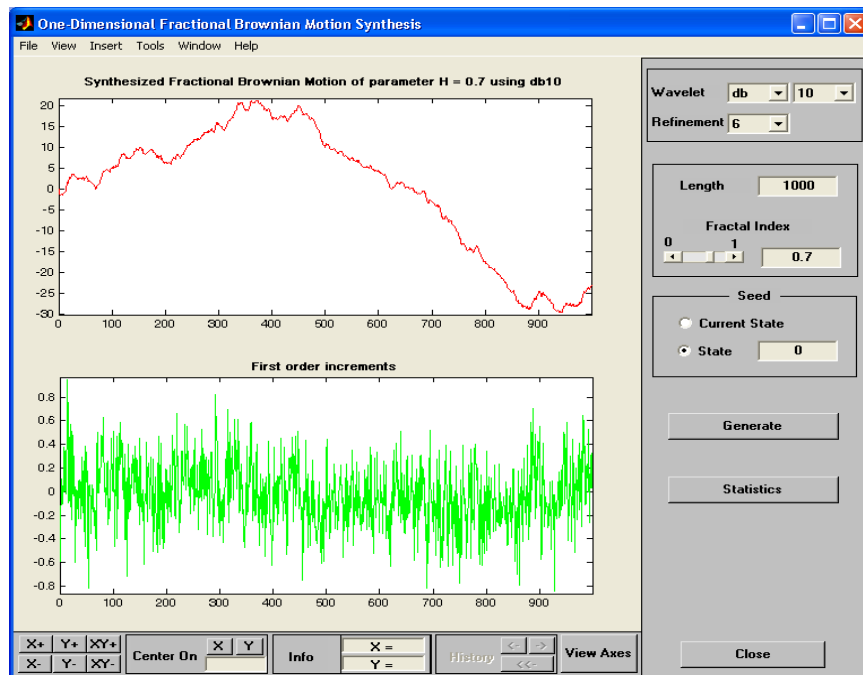 One-Dimensional Fractional Brownian Motion Synthesis
File View Insert Tools Window Help
Synthesized Fractional Brownian Motion of parameter H = 0.7 using db10
20
15
10
5
0
-5
-10
-15
-20
-25
-30
0 100 200 300 400 500 600 700 800 900
First order increments
0.8
0.6
0.4
0.2
0
-0.2
-0.4
-0.6
-0.8
0 100 200 300 400 500 600 700 800 900
Wavelet db 10
Refinement 6
Length 1000
Fractal Index
0 1
0.7
Seed
Current State
State 0
Generate
Statistics
X+ Y+ XY+
X- Y- XY-
Center On X Y
Info X =
Y =
History <- ->
<<-
View Axes
Close